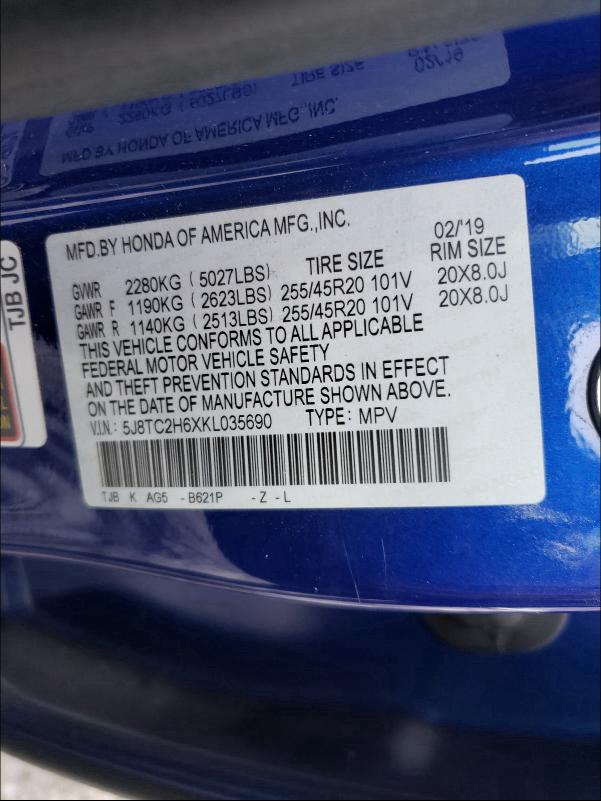 MFD.BY HONDA OF AMERICA MFG.,INC. 02/'19
GVWR 2280KG (5027LBS) TIRE SIZE RIM SIZE
GAWR F 1190KG (2623LBS) 255/45R20 101V 20X8.0J
GAWR R 1140KG (2513LBS) 255/45R20 101V 20X8.0J
THIS VEHICLE CONFORMS TO ALL APPLICABLE
FEDERAL MOTOR VEHICLE SAFETY
AND THEFT PREVENTION STANDARDS IN EFFECT
ON THE DATE OF MANUFACTURE SHOWN ABOVE.
V.I.N.: 5J8TC2H6XKL035690 TYPE: MPV
TJB K AG5 -B621P -Z -L
TJB JC